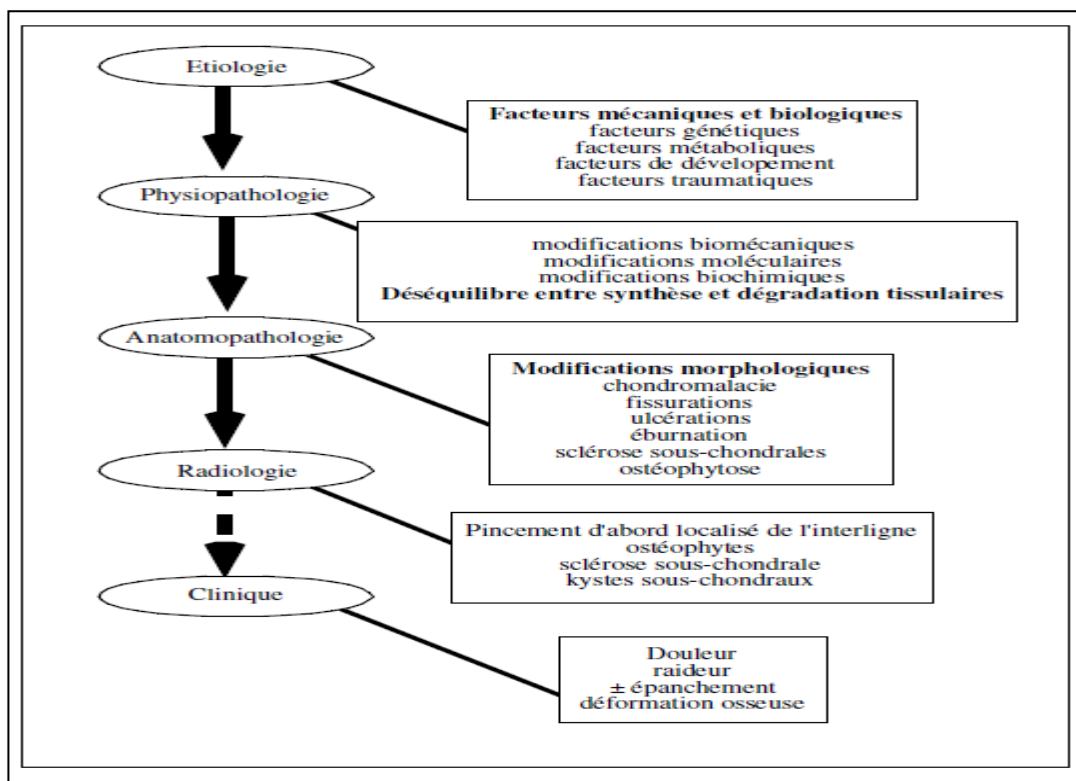 Etiologie
Facteurs mécaniques et biologiques
facteurs génétiques
facteurs métaboliques
facteurs de dévelopement
facteurs traumatiques
Physiopathologie
modifications biomécaniques
modifications moléculaires
modifications biochimiques
Déséquilibre entre synthèse et dégradation tissulaires
Anatomopathologie
Modifications morphologiques
chondromalacie
fissurations
ulcérations
éburnation
sclérose sous-chondrales
ostéophytose
Radiologie
Pincement d'abord localisé de l'interligne
ostéophytes
sclérose sous-chondrale
kystes sous-chondraux
Clinique
Douleur
raideur
± épanchement
déformation osseuse